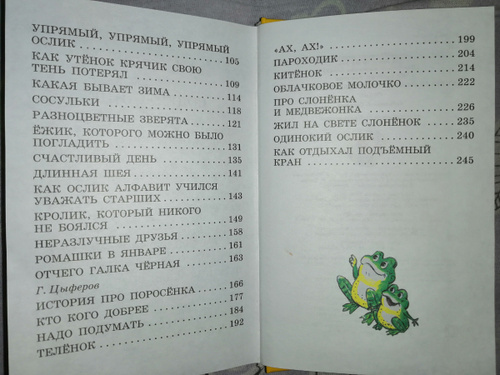 УПРЯМЫЙ, УПРЯМЫЙ, УПРЯМЫЙ
ОСЛИК 105
КАК УТЁНОК КРЯЧИК СВОЮ
ТЕНЬ ПОТЕРЯЛ 109
КАКАЯ БЫВАЕТ ЗИМА 114
СОСУЛЬКИ 118
РАЗНОЦВЕТНЫЕ ЗВЕРЯТА 121
ЁЖИК, КОТОРОГО МОЖНО БЫЛО
ПОГЛАДИТЬ 131
СЧАСТЛИВЫЙ ДЕНЬ 135
ДЛИННАЯ ШЕЯ 141
КАК ОСЛИК АЛФАВИТ УЧИЛСЯ
УВАЖАТЬ СТАРШИХ 143
КРОЛИК, КОТОРЫЙ НИКОГО
НЕ БОЯЛСЯ 149
НЕРАЗЛУЧНЫЕ ДРУЗЬЯ 158
РОМАШКИ В ЯНВАРЕ 161
ОТЧЕГО ГАЛКА ЧЁРНАЯ 163
Г. Цыферов
ИСТОРИЯ ПРО ПОРОСЁНКА 166
КТО КОГО ДОБРЕЕ 177
НАДО ПОДУМАТЬ 184
ТЕЛЁНОК 192
«АХ, АХ!» 199
ПАРОХОДИК 204
КИТЁНОК 214
ОБЛАЧКОВОЕ МОЛОЧКО 222
ПРО СЛОНЁНКА
И МЕДВЕЖОНКА 226
ЖИЛ НА СВЕТЕ СЛОНЁНОК 235
ОДИНОКИЙ ОСЛИК 240
КАК ОТДЫХАЛ ПОДЪЁМНЫЙ
КРАН 245